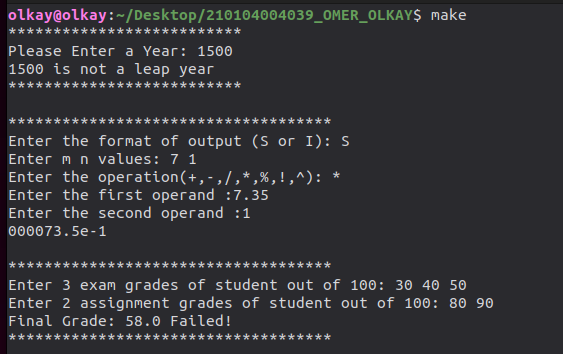 olkay@olkay:~/Desktop/210104004039_OMER_OLKAY$ make
**************************
Please Enter a Year: 1500
1500 is not a leap year
**************************
************************************
Enter the format of output (S or I): S
Enter m n values: 7 1
Enter the operation(+,-,/,*,%,!,^): *
Enter the first operand :7.35
Enter the second operand :1
000073.5e-1
************************************
Enter 3 exam grades of student out of 100: 30 40 50
Enter 2 assignment grades of student out of 100: 80 90
Final Grade: 58.0 Failed!
************************************